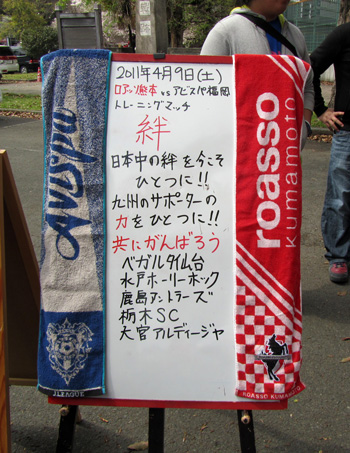 2011年4月9日(土)
ロアッソ熊本 vs アビスパ福岡
トレーニングマッチ
絆
日本中の絆を今こそ
ひとつに!!
九州のサポーターの
力をひとつに!!
共にがんばろう
ベガルタ仙台
水戸ホーリーホック
鹿島アントラーズ
栃木SC
大宮アルディージャ
Avispa
J.LEAGUE
roasso
kumamoto
ROASSO KUMAMOTO